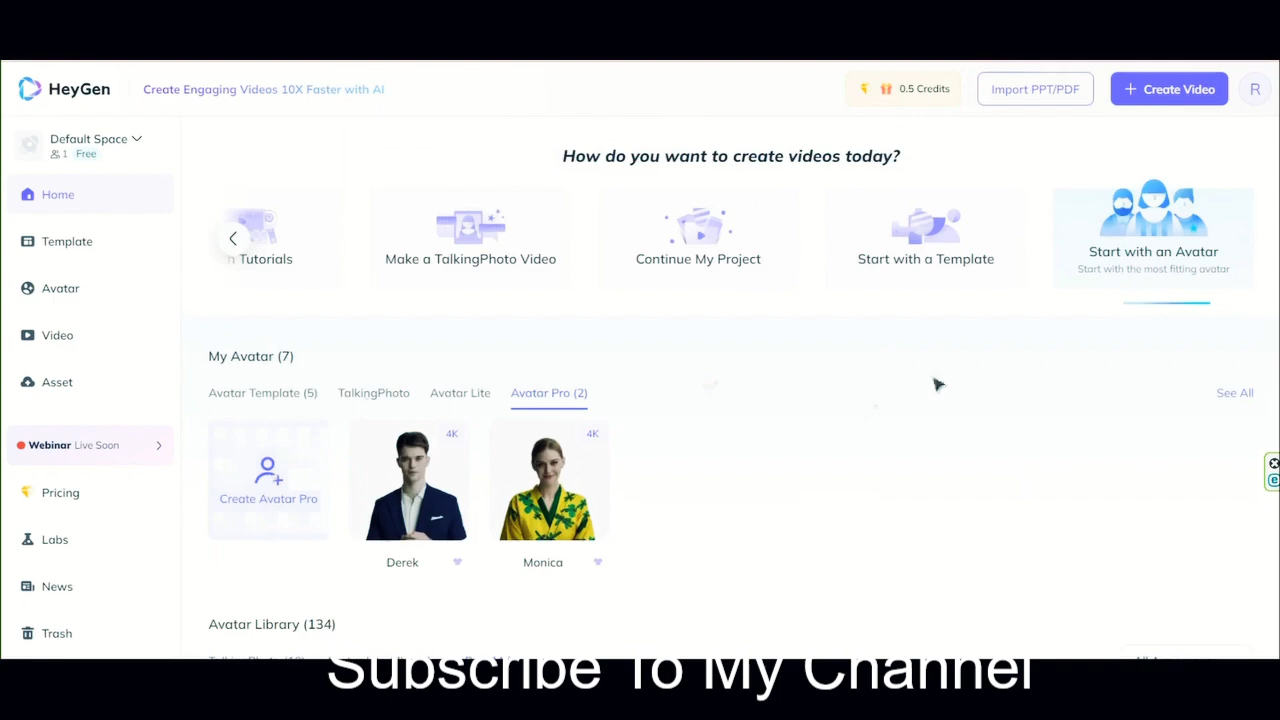 HeyGen
Create Engaging Videos 10X Faster with AI
0.5 Credits
Import PPT/PDF
+ Create Video
R
Default Space
1 Free
Home
Template
Avatar
Video
Asset
Webinar Live Soon
Pricing
Labs
News
Trash
How do you want to create videos today?
Tutorials
Make a TalkingPhoto Video
Continue My Project
Start with a Template
Start with an Avatar
Start with the most fitting avatar
My Avatar (7)
Avatar Template (5) TalkingPhoto Avatar Lite Avatar Pro (2)
See All
Create Avatar Pro
4K
Derek
4K
Monica
Avatar Library (134)
Subscribe To My Channel